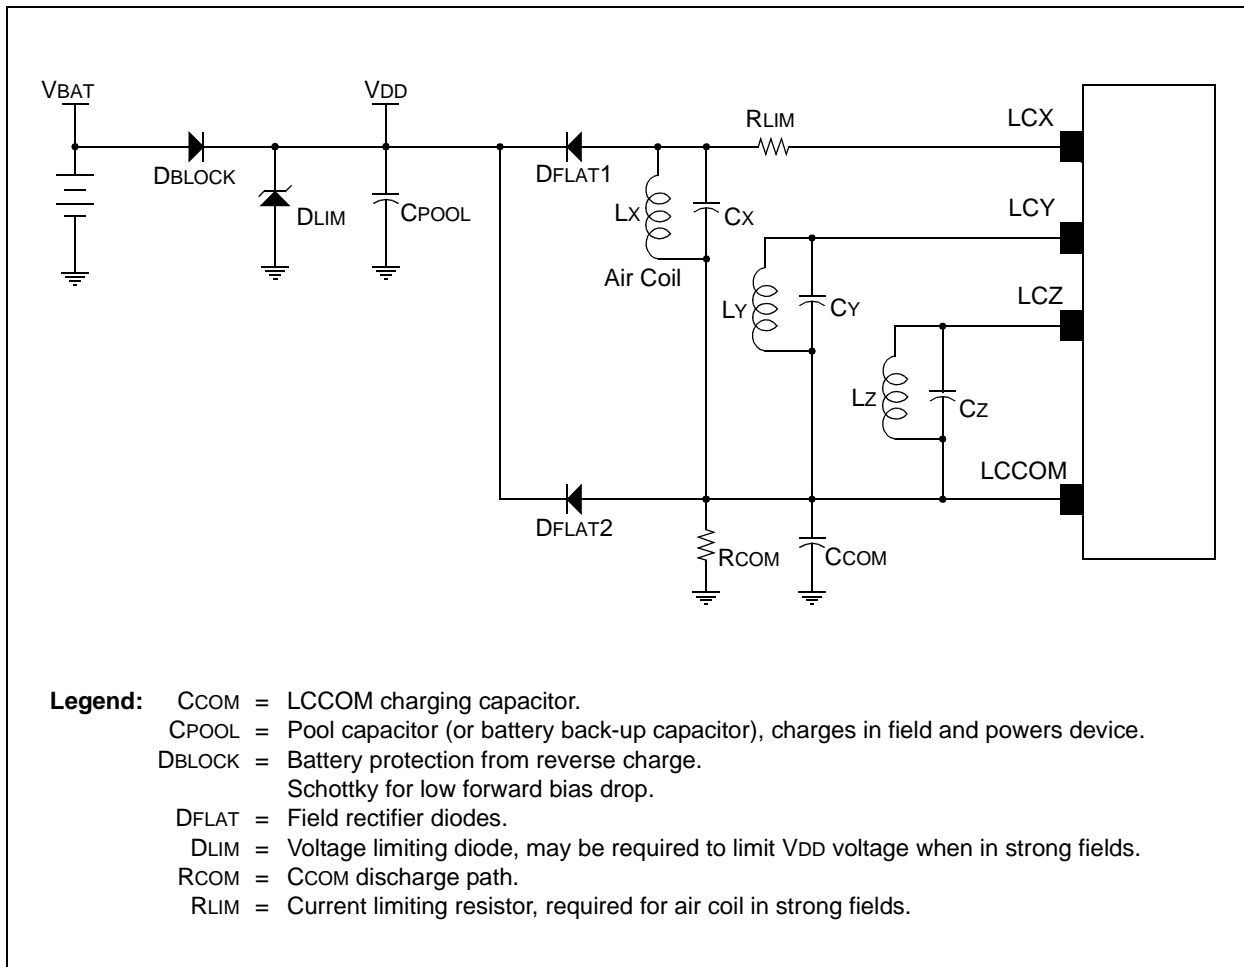 VBAT
VDD
RLIM
LCX
DBLOCK
DFLAT1
DLIM
CPOOL
LX
CX
LCY
Air Coil
LCZ
LY
CY
LZ
CZ
LCCOM
DFLAT2
RCOM
CCOM
Legend: CCOM = LCCOM charging capacitor.
CPOOL = Pool capacitor (or battery back-up capacitor), charges in field and powers device.
DBLOCK = Battery protection from reverse charge.
Schottky for low forward bias drop.
DFLAT = Field rectifier diodes.
DLIM = Voltage limiting diode, may be required to limit VDD voltage when in strong fields.
RCOM = CCOM discharge path.
RLIM = Current limiting resistor, required for air coil in strong fields.